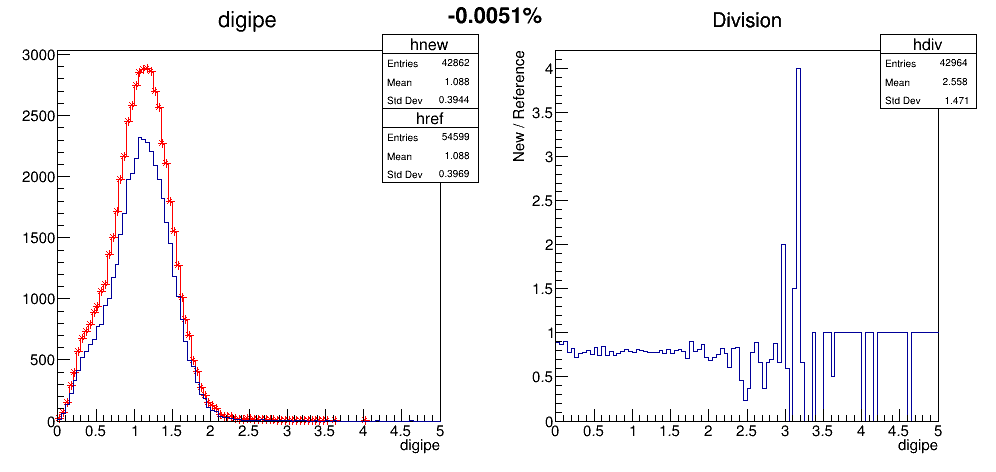 -0.0051%
digipe
hnew
Entries 42862
Mean 1.088
Std Dev 0.3944
href
Entries 54599
Mean 1.088
Std Dev 0.3969
3000
2500
2000
1500
1000
500
0
0 0.5 1 1.5 2 2.5 3 3.5 4 4.5 5
digipe
Division
hdiv
Entries 42964
Mean 2.558
Std Dev 1.471
New / Reference
4
3.5
3
2.5
2
1.5
1
0.5
0
0 0.5 1 1.5 2 2.5 3 3.5 4 4.5 5
digipe